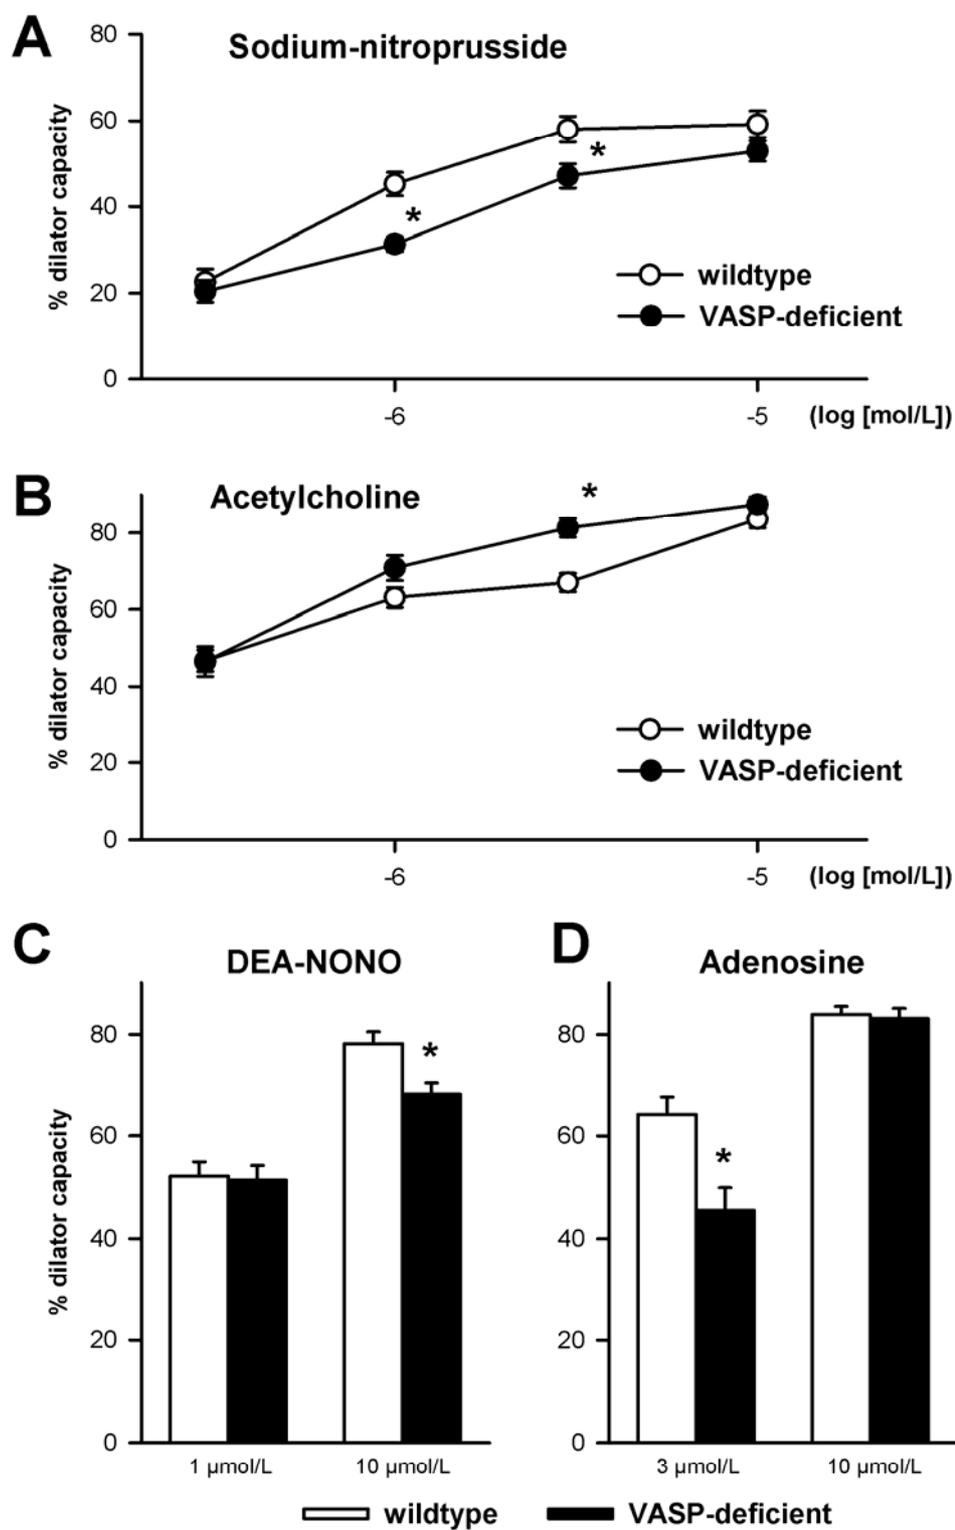 A
Sodium-nitroprusside
% dilator capacity
80
60
40
20
0
*
*
wildtype
VASP-deficient
-6
-5
(log [mol/L])
B
Acetylcholine
% dilator capacity
80
60
40
20
0
*
wildtype
VASP-deficient
-6
-5
(log [mol/L])
C
DEA-NONO
% dilator capacity
80
60
40
20
0
*
1 µmol/L
10 µmol/L
D
Adenosine
80
60
40
20
0
*
3 µmol/L
10 µmol/L
wildtype
VASP-deficient